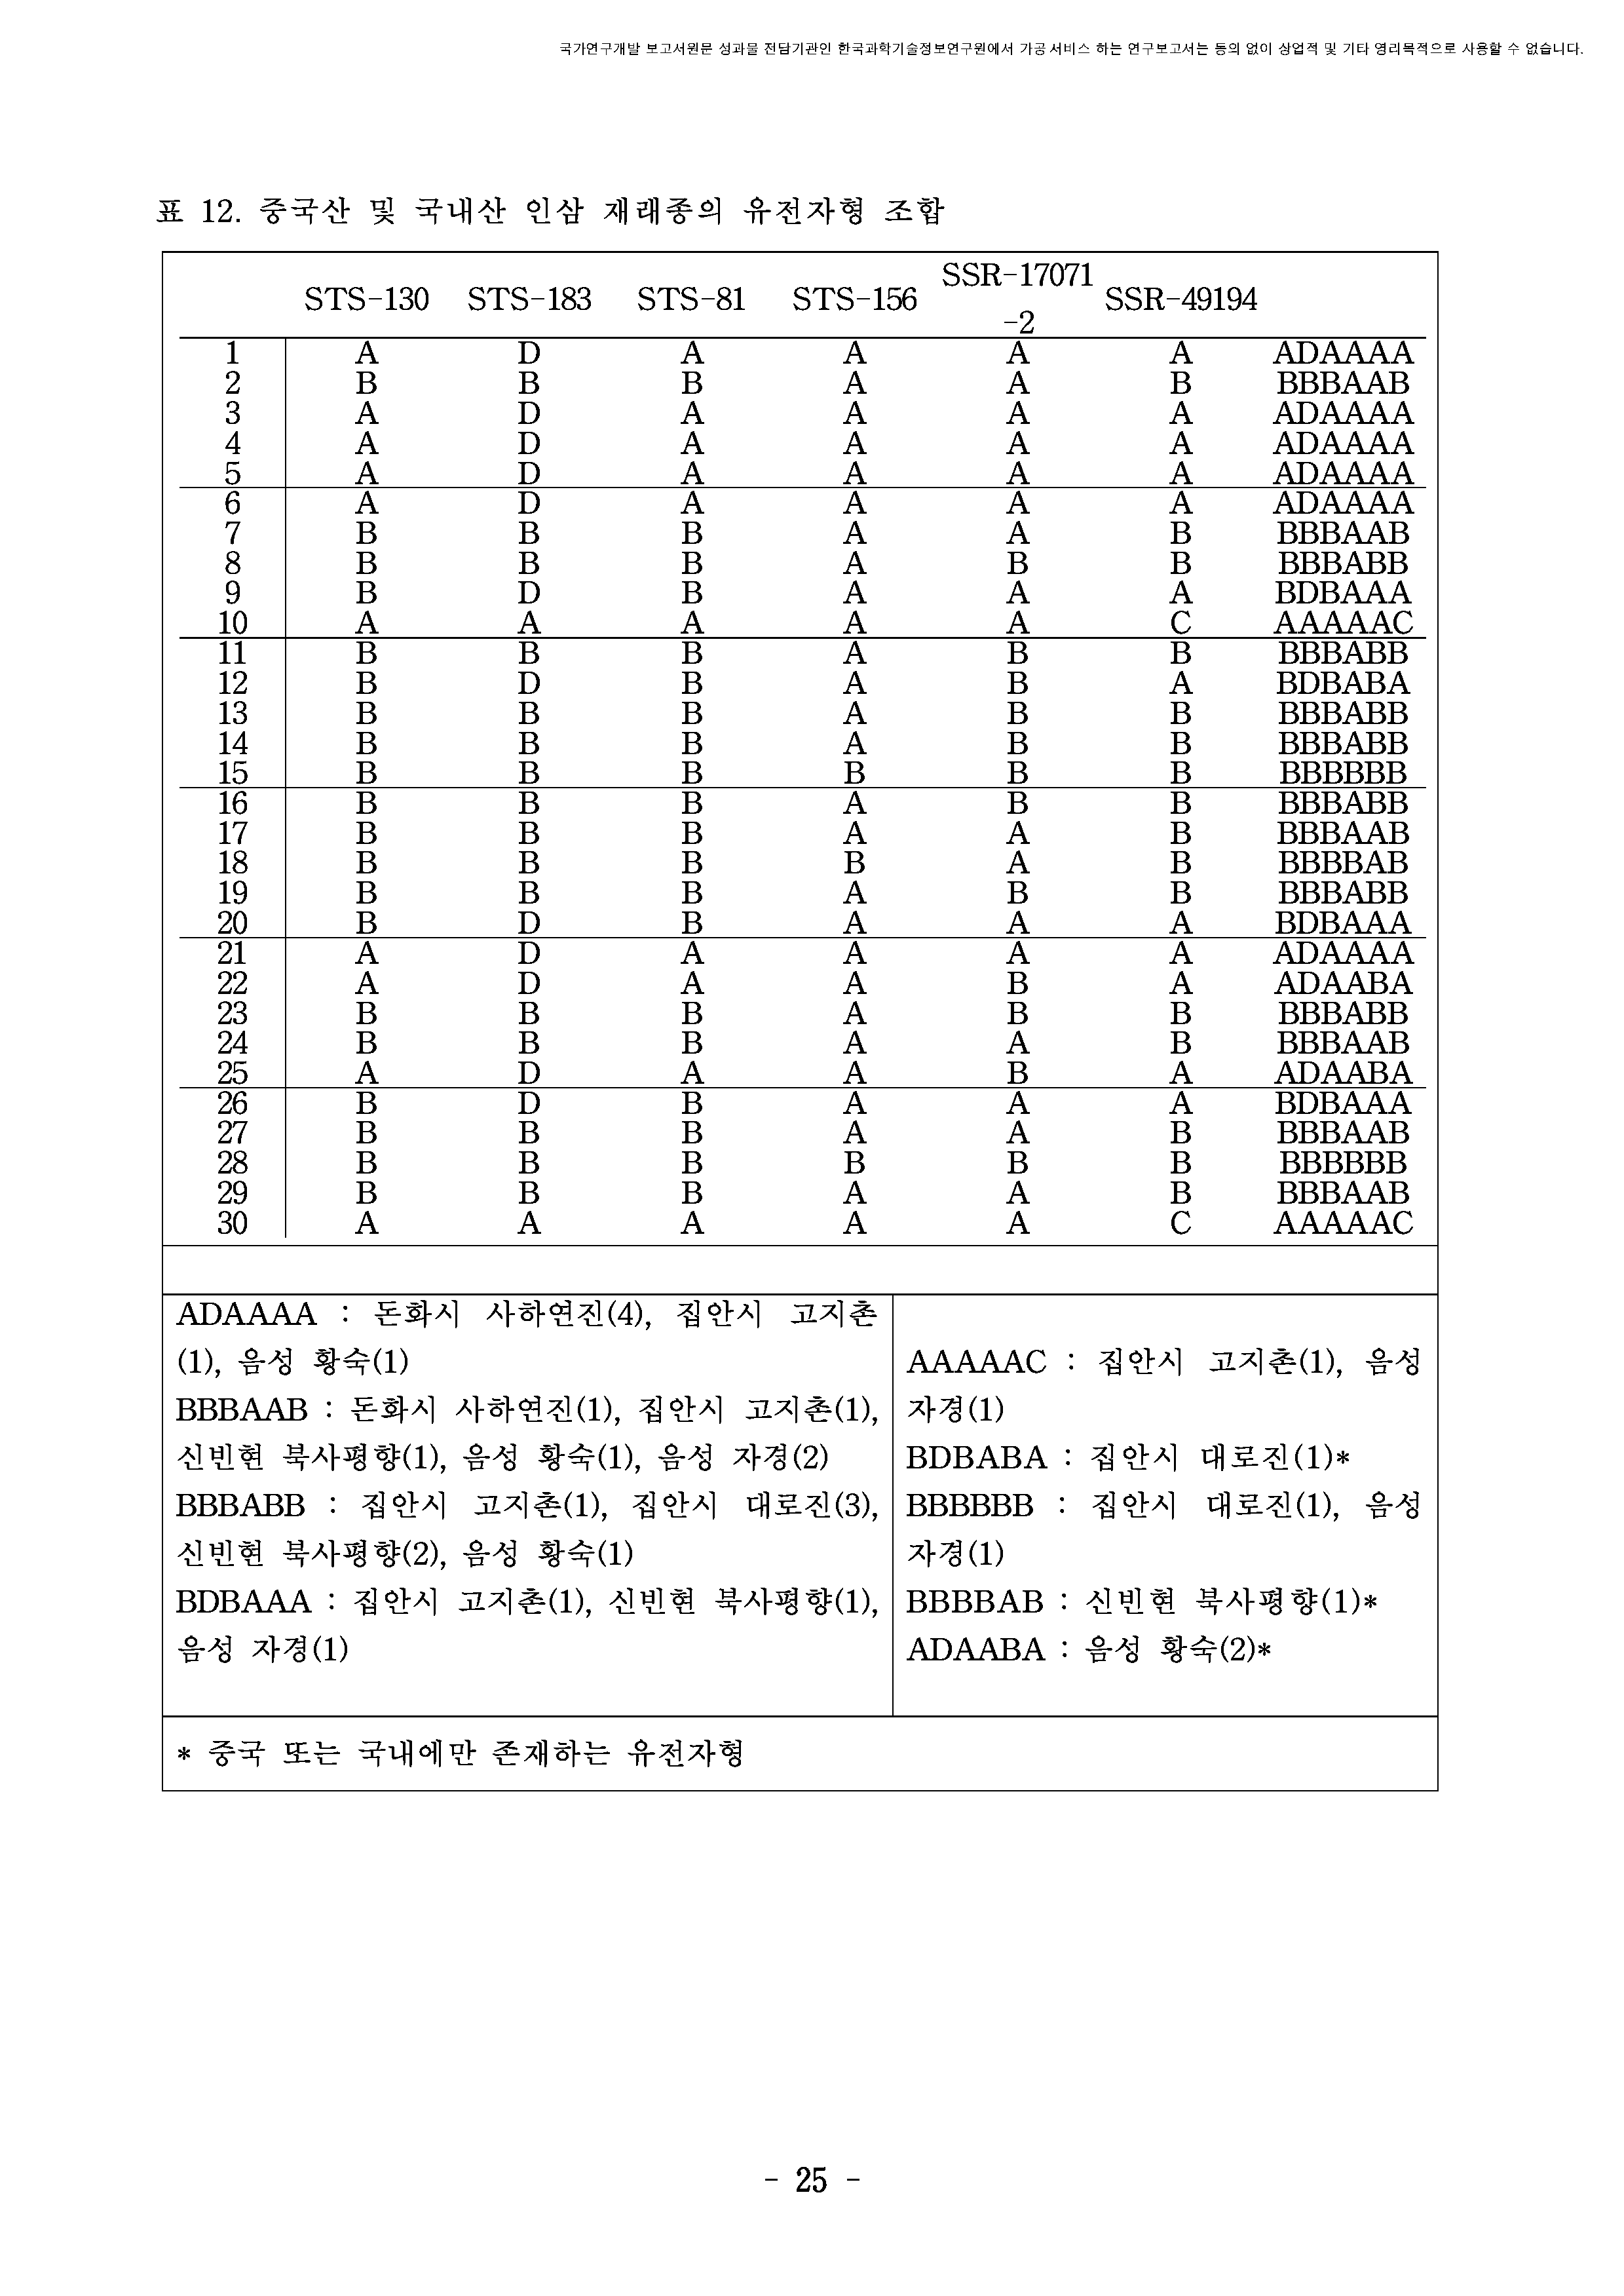 국가연구개발 보고서원문 성과물 전담기관인 한국과학기술정보연구원에서 가공·서비스 하는 연구보고서는 동의 없이 상업적 및 기타 영리목적으로 사용할 수 없습니다.
표 12. 중국산 및 국내산 인삼 재래종의 유전자형 조합
STS-130 STS-183 STS-81 STS-156 SSR-17071-2 SSR-49194
1 A D A A A A ADAAAA
2 B B B A A B BBBAAB
3 A D A A A A ADAAAA
4 A D A A A A ADAAAA
5 A D A A A A ADAAAA
6 A D A A A A ADAAAA
7 B B B A A B BBBAAB
8 B B B A B B BBBABB
9 B D B A A A BDBAAA
10 A A A A A C AAAAAC
11 B B B A B B BBBABB
12 B D B A B A BDBABA
13 B B B A B B BBBABB
14 B B B A B B BBBABB
15 B B B B B B BBBBBB
16 B B B A B B BBBABB
17 B B B A A B BBBAAB
18 B B B B A B BBBBAB
19 B B B A B B BBBABB
20 B D B A A A BDBAAA
21 A D A A A A ADAAAA
22 A D A A B A ADAABA
23 B B B A B B BBBABB
24 B B B A A B BBBAAB
25 A D A A B A ADAABA
26 B D B A A A BDBAAA
27 B B B A A B BBBAAB
28 B B B B B B BBBBBB
29 B B B A A B BBBAAB
30 A A A A A C AAAAAC
ADAAAA : 돈화시 사하연진(4), 집안시 고지촌
(1), 음성 황숙(1)
BBBAAB : 돈화시 사하연진(1), 집안시 고지촌(1),
신빈현 북사평향(1), 음성 황숙(1), 음성 자경(2)
BBBABB : 집안시 고지촌(1), 집안시 대로진(3),
신빈현 북사평향(2), 음성 황숙(1)
BDBAAA : 집안시 고지촌(1), 신빈현 북사평향(1),
음성 자경(1)
AAAAAC : 집안시 고지촌(1), 음성
자경(1)
BDBABA : 집안시 대로진(1)*
BBBBBB : 집안시 대로진(1), 음성
자경(1)
BBBBAB : 신빈현 북사평향(1)*
ADAABA : 음성 황숙(2)*
* 중국 또는 국내에만 존재하는 유전자형
- 25 -